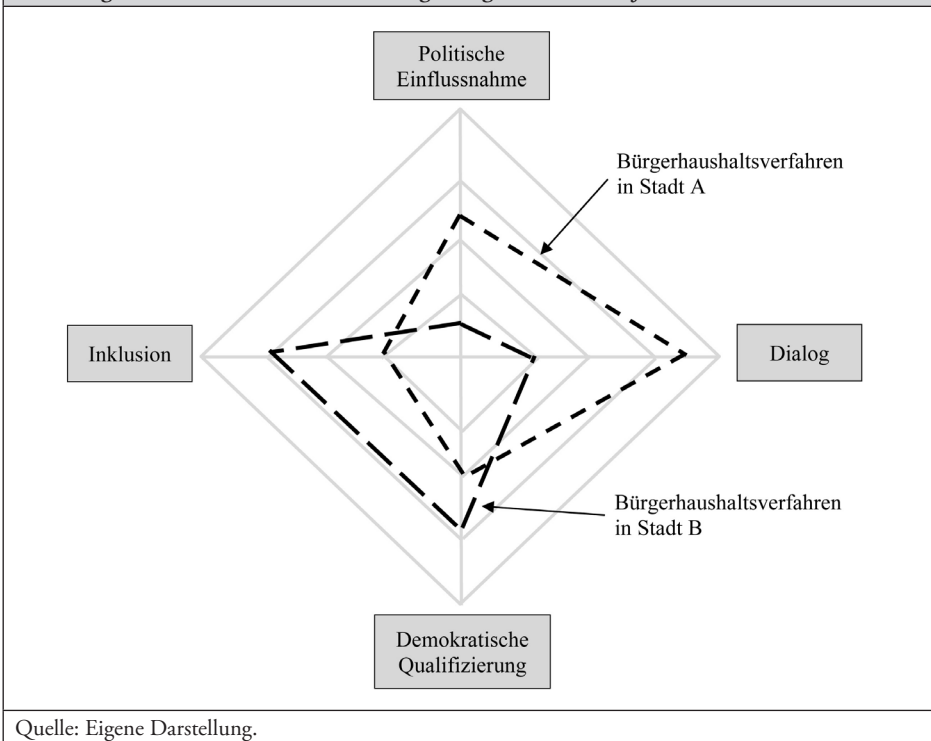 Politische
Einflussnahme
Bürgerhaushaltsverfahren
in Stadt A
Inklusion
Dialog
Bürgerhaushaltsverfahren
in Stadt B
Demokratische
Qualifizierung
Quelle: Eigene Darstellung.